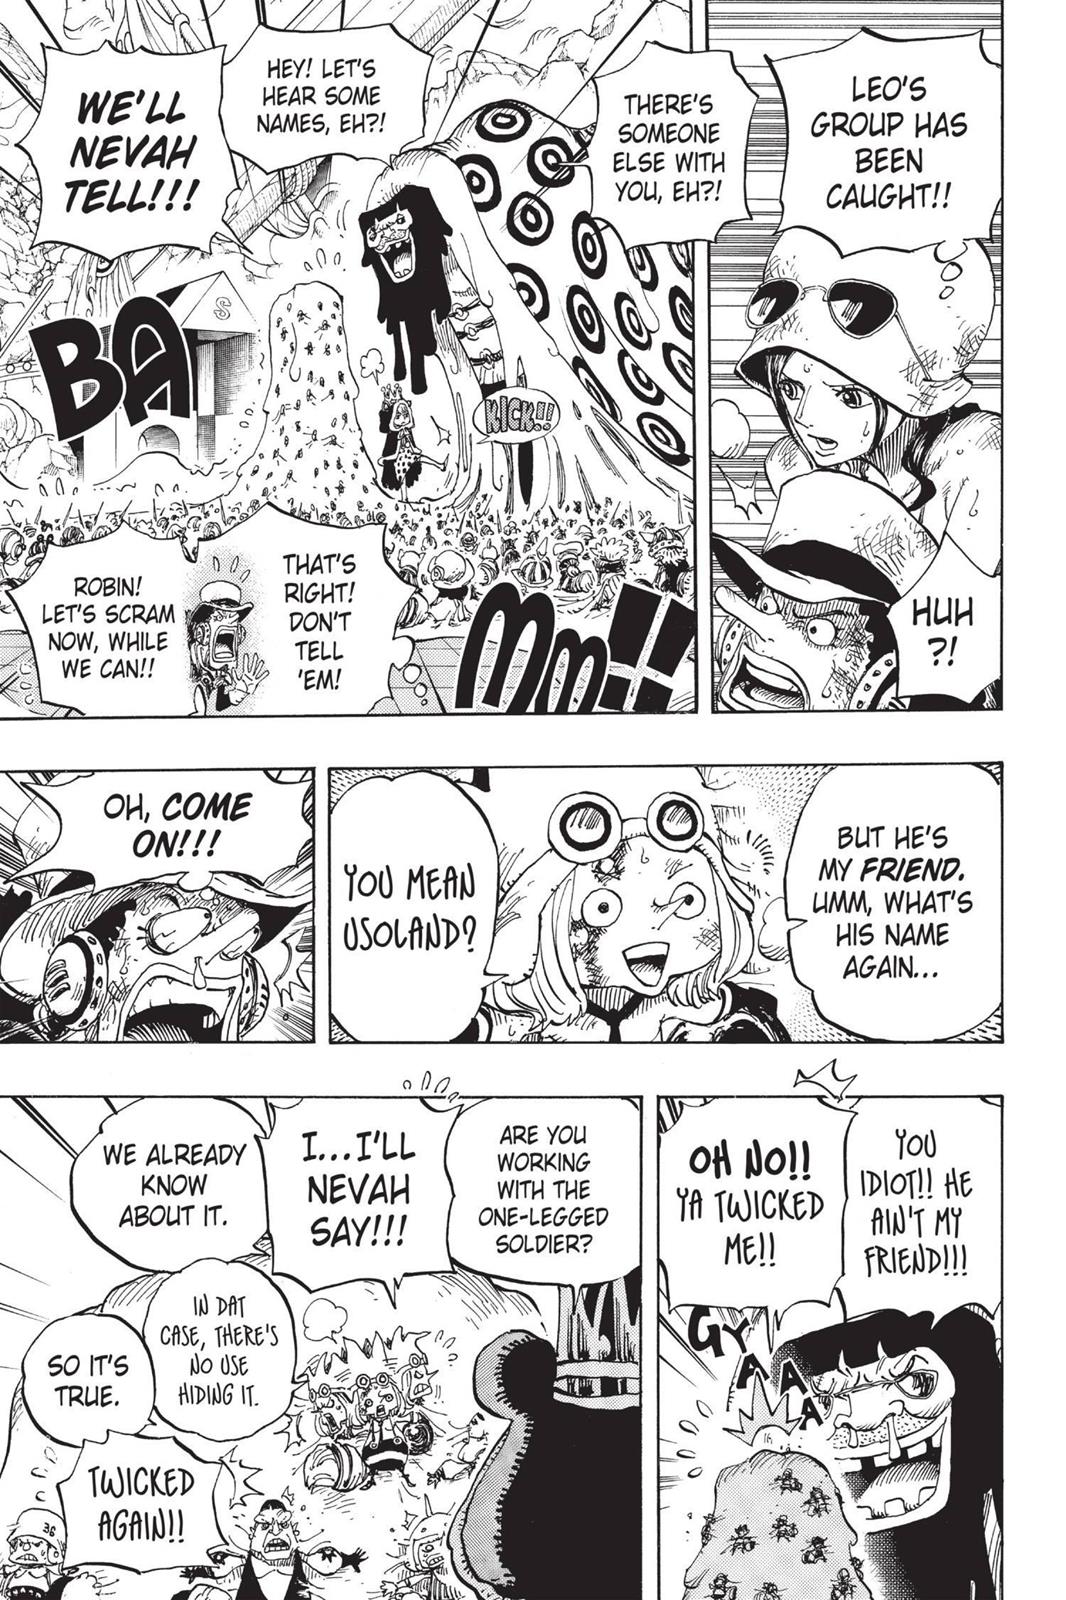 LEO'S
GROUP HAS
BEEN
CAUGHT!!
HUH
?!
THERE'S
SOMEONE
ELSE WITH
YOU, EH?!
HEY! LET'S
HEAR SOME
NAMES, EH?!
WE'LL
NEVAH
TELL!!!
S
KICK!!
BA
MM!!
THAT'S
RIGHT!
DON'T
TELL
'EM!
ROBIN!
LET'S SCRAM
NOW, WHILE
WE CAN!!
BUT HE'S
MY FRIEND.
UMM, WHAT'S
HIS NAME
AGAIN...
YOU MEAN
USOLAND?
OH, COME
ON!!!
YOU
IDIOT!! HE
AIN'T MY
FRIEND!!!
OH NO!!
YA TWICKED
ME!!
GYAAAA
16
ARE YOU
WORKING
WITH THE
ONE-LEGGED
SOLDIER?
I...I'LL
NEVAH
SAY!!!
WE ALREADY
KNOW
ABOUT IT.
IN DAT
CASE, THERE'S
NO USE
HIDING IT.
SO IT'S
TRUE.
TWICKED
AGAIN!!
36